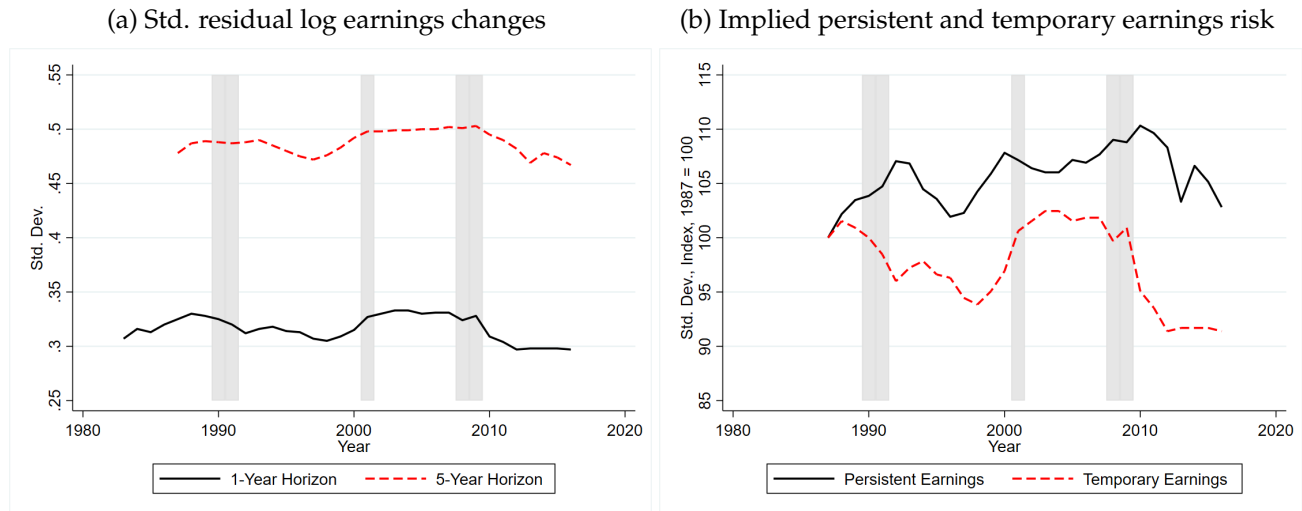 (a) Std. residual log earnings changes
.55
.5
.45
.4
.35
.3
.25
Std. Dev.
1980
1990
2000
2010
2020
Year
1-Year Horizon
5-Year Horizon
(b) Implied persistent and temporary earnings risk
115
110
105
100
95
90
85
Std. Dev., Index, 1987 = 100
1980
1990
2000
2010
2020
Year
Persistent Earnings
Temporary Earnings